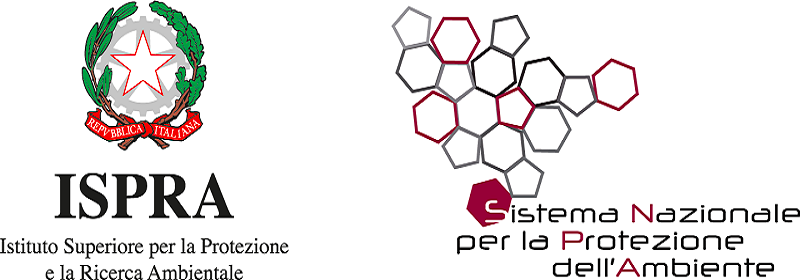 REPVBBLICA ITALIANA
ISPRA
Istituto Superiore per la Protezione
e la Ricerca Ambientale
Sistema Nazionale
per la Protezione
dell'Ambiente